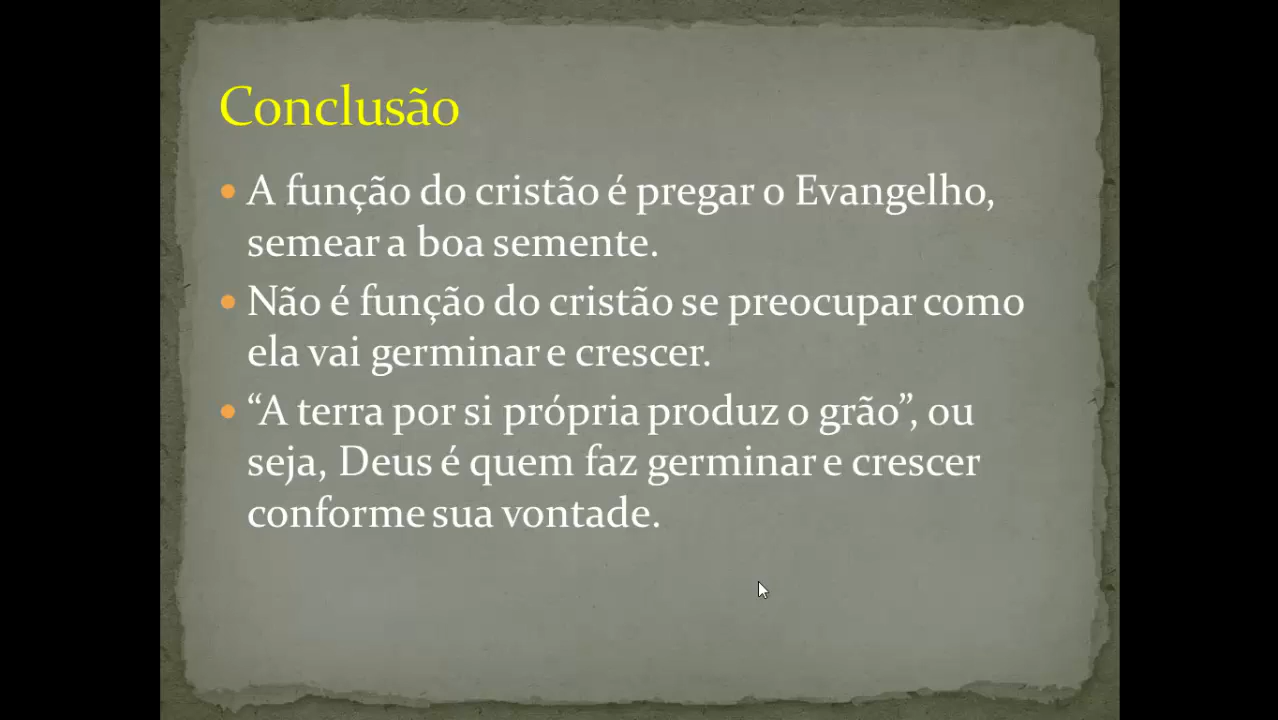 Conclusão
• A função do cristão é pregar o Evangelho,
semear a boa semente.
• Não é função do cristão se preocupar como
ela vai germinar e crescer.
• “A terra por si própria produz o grão”, ou
seja, Deus é quem faz germinar e crescer
conforme sua vontade.